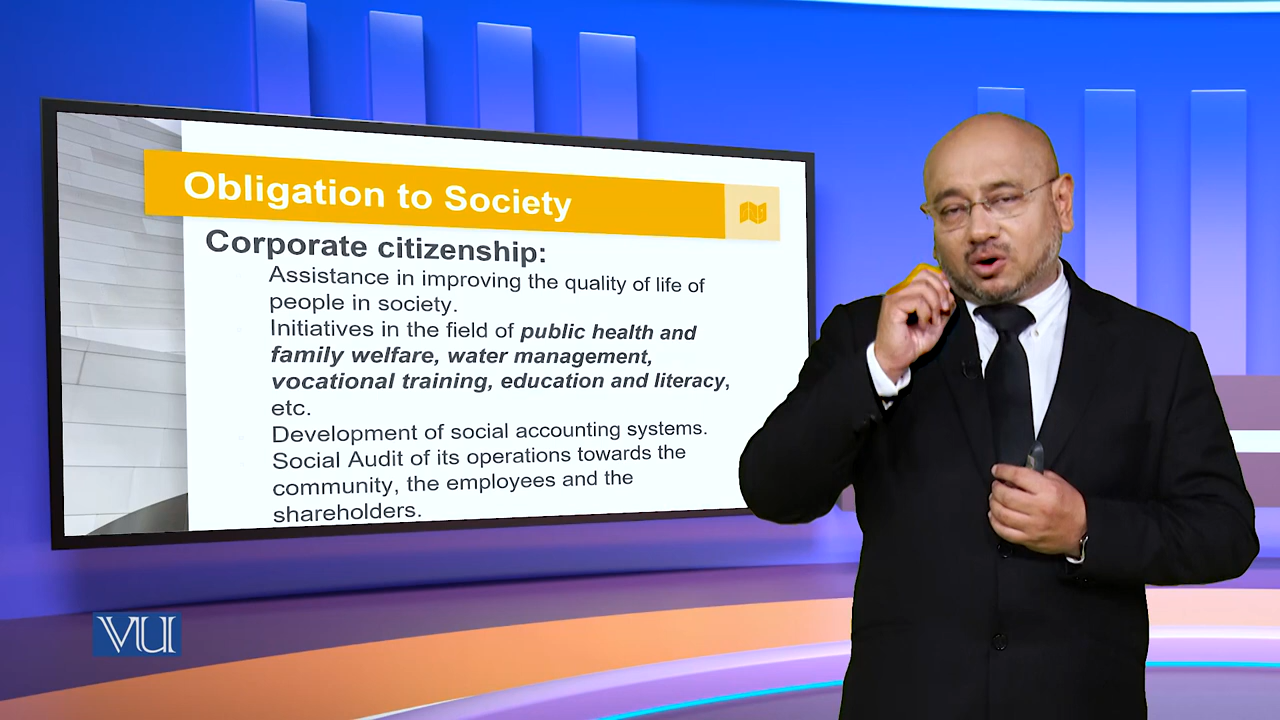 Obligation to Society
Corporate citizenship:
Assistance in improving the quality of life of
people in society.
Initiatives in the field of public health and
family welfare, water management,
vocational training, education and literacy,
etc.
Development of social accounting systems.
Social Audit of its operations towards the
community, the employees and the
shareholders.
VU